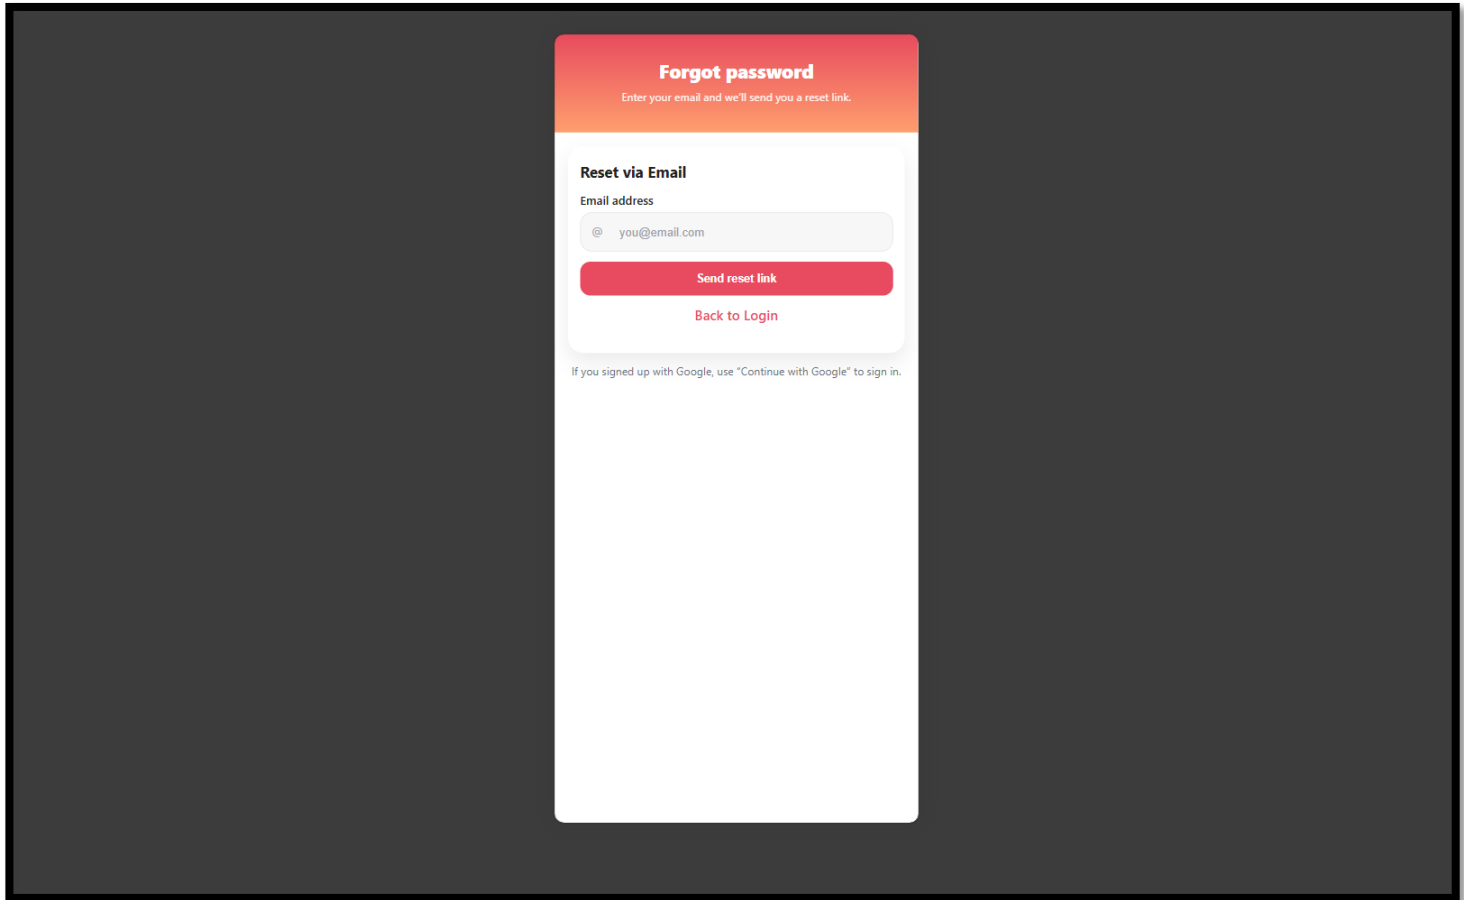 Forgot password
Enter your email and we'll send you a reset link.
Reset via Email
Email address
@ you@email.com
Send reset link
Back to Login
If you signed up with Google, use “Continue with Google” to sign in.